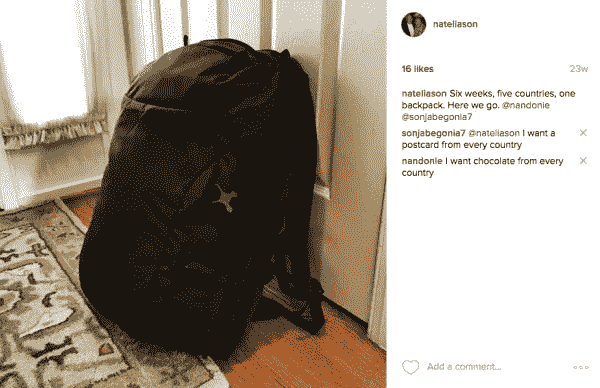 nateliason
16 likes
23w
nateliason Six weeks, five countries, one
backpack. Here we go. @nandonie
@sonjabegonia7
sonjabegonia7 @nateliason I want a
postcard from every country
nandonie I want chocolate from every
country
Add a comment...